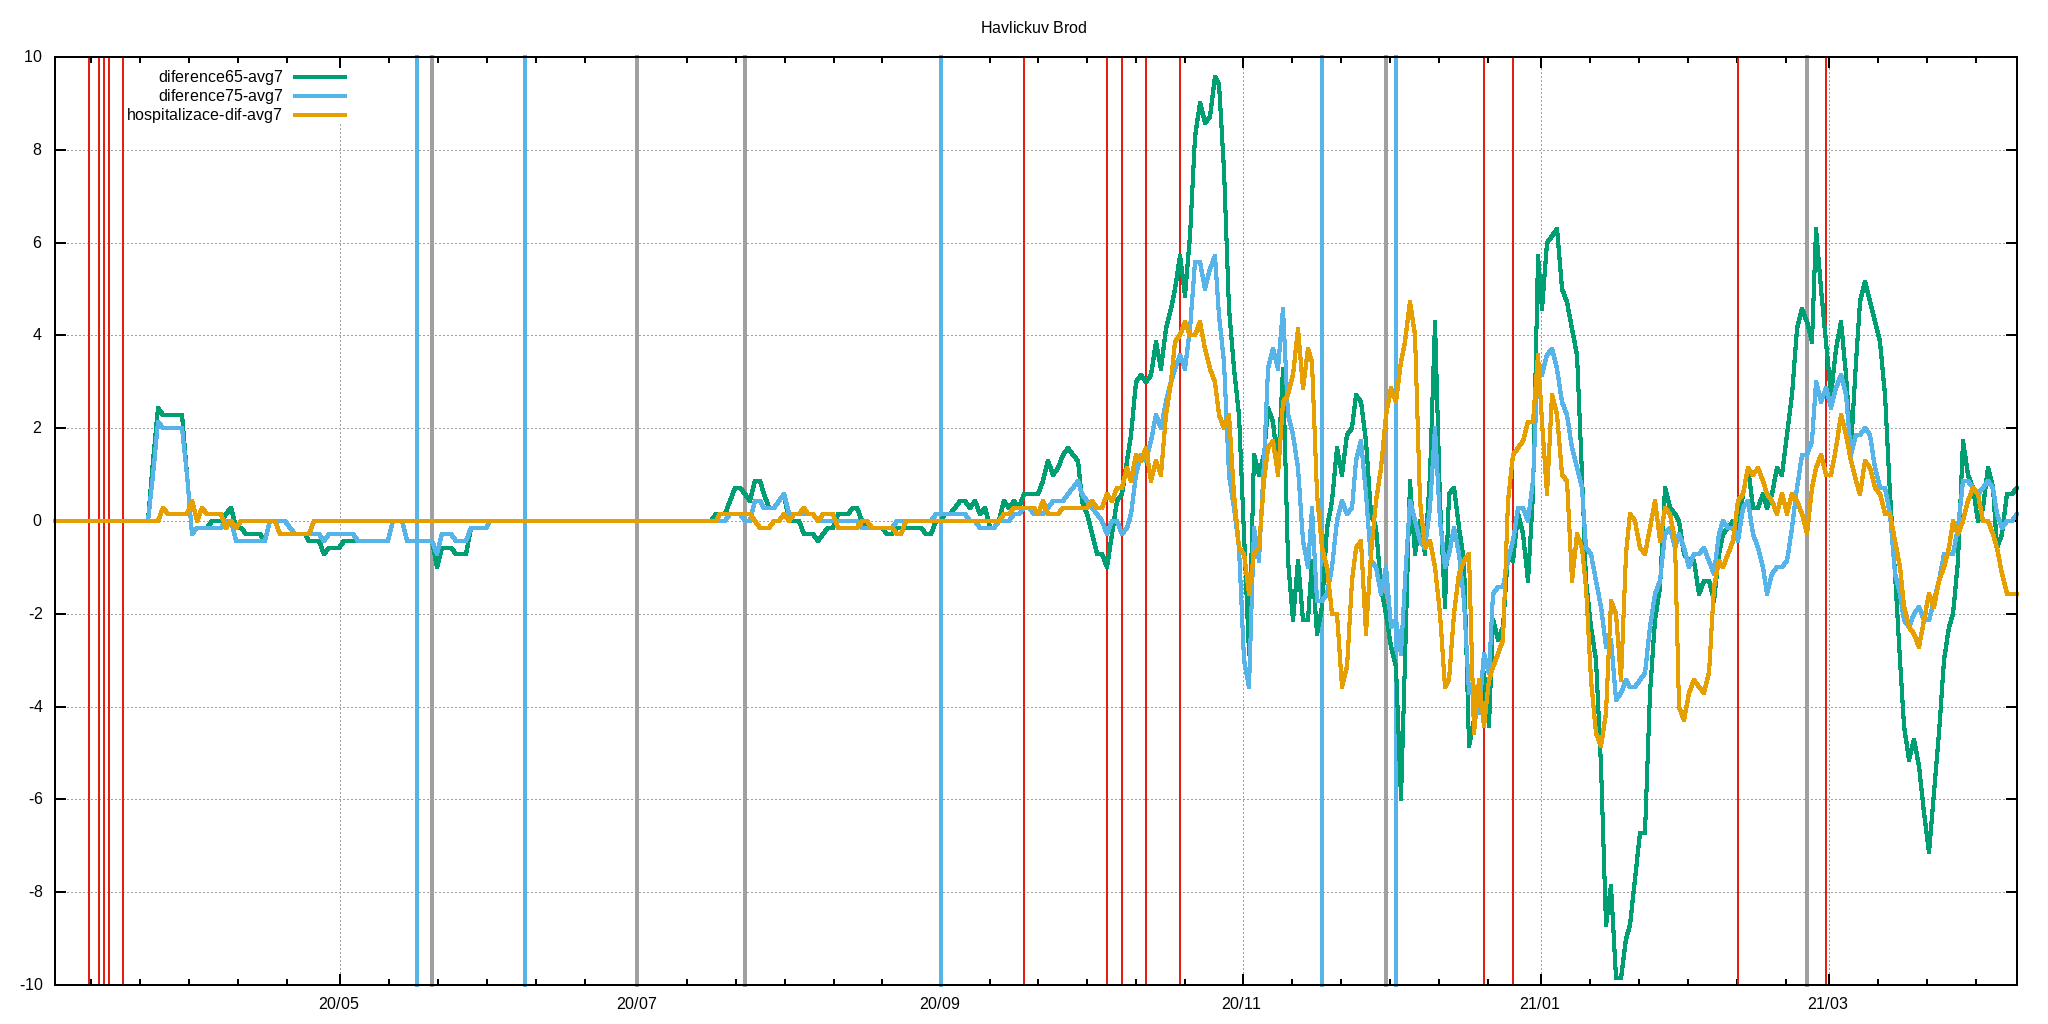 Havlickuv Brod
10
diference65-avg7
diference75-avg7
hospitalizace-dif-avg7
8
6
4
2
0
-2
-4
-6
-8
-10
20/05 20/07 20/09 20/11 21/01 21/03